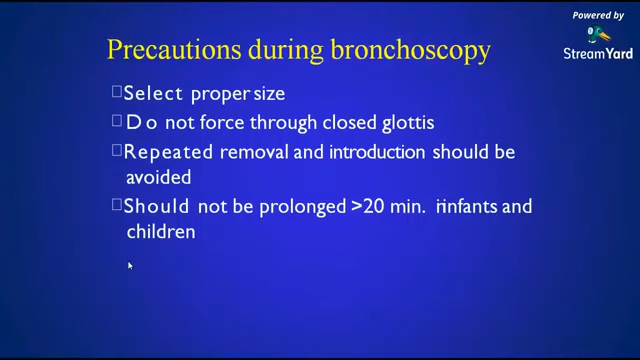 Powered by
StreamYard
Precautions during bronchoscopy
Select proper size
Do not force through closed glottis
Repeated removal and introduction should be
avoided
Should not be prolonged >20 min. infants and
children